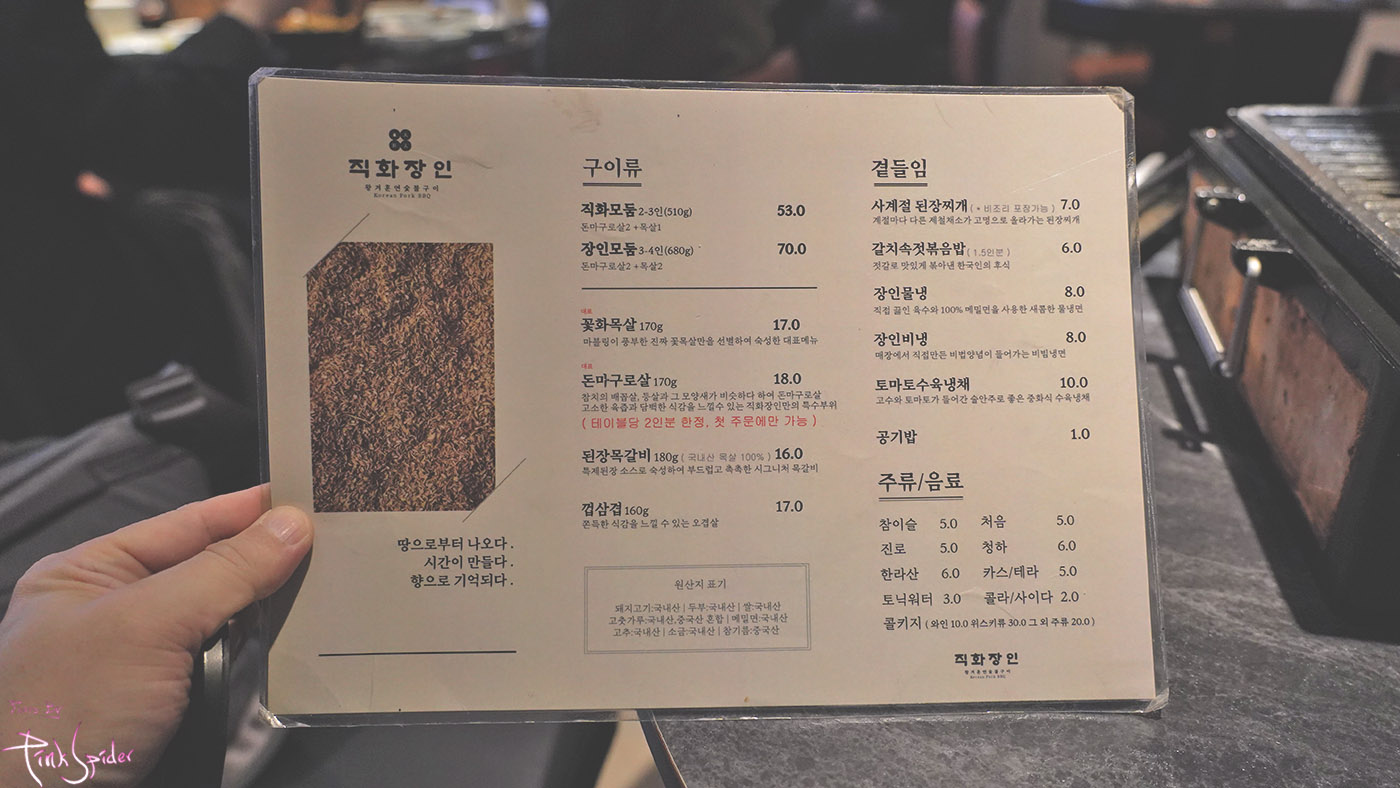 직화장인
왕겨훈연숯불구이
Korean Pork BBQ
땅으로부터 나오다.
시간이 만들다.
향으로 기억되다.
구이류
직화모둠 2-3인(510g) 53.0
돈마구로살2 +목살1
장인모둠 3-4인(680g) 70.0
돈마구로살2 +목살2
대표
꽃화목살 170g 17.0
마블링이 풍부한 진짜 꽃목살만을 선별하여 숙성한 대표메뉴
대표
돈마구로살 170g 18.0
참치의 배꼽살, 등살과 그 모양새가 비슷하다 하여 돈마구로살
고소한 육즙과 담백한 식감을 느낄수 있는 직화장인만의 특수부위
( 테이블당 2인분 한정, 첫 주문에만 가능 )
된장목갈비 180g ( 국내산 목살 100% ) 16.0
특제된장 소스로 숙성하여 부드럽고 촉촉한 시그니처 목갈비
껍삼겹 160g 17.0
쫀득한 식감을 느낄 수 있는 오겹살
원산지 표기
돼지고기:국내산 | 두부:국내산 | 쌀:국내산
고춧가루:국내산,중국산 혼합 | 메밀면:국내산
고추:국내산 | 소금:국내산 | 참기름:중국산
곁들임
사계절 된장찌개 ( * 비조리 포장가능 ) 7.0
계절마다 다른 제철채소가 고명으로 올라가는 된장찌개
갈치속젓볶음밥 ( 1.5인분 ) 6.0
젓갈로 맛있게 볶아낸 한국인의 후식
장인물냉 8.0
직접 끓인 육수와 100% 메밀면을 사용한 새콤한 물냉면
장인비냉 8.0
매장에서 직접만든 비법양념이 들어가는 비빔냉면
토마토수육냉채 10.0
고수와 토마토가 들어간 술안주로 좋은 중화식 수육냉채
공기밥 1.0
주류/음료
참이슬 5.0 처음 5.0
진로 5.0 청하 6.0
한라산 6.0 카스/테라 5.0
토닉워터 3.0 콜라/사이다 2.0
콜키지 ( 와인 10.0 위스키류 30.0 그 외 주류 20.0 )
직화장인
왕겨훈연숯불구이
Korean Pork BBQ
Pink Spider